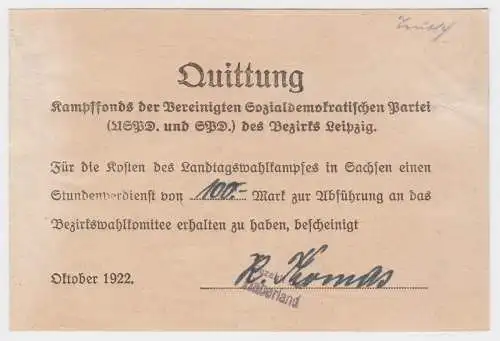 Quittung
Kampffonds der Vereinigten Sozialdemokratischen Partei
(USPD. und SPD.) des Bezirks Leipzig.
Für die Kosten des Landtagswahlkampfes in Sachsen einen
Stundenverdienst von 100.- Mark zur Abführung an das
Bezirkswahlkomitee erhalten zu haben, bescheinigt
Oktober 1922. R. Thomas